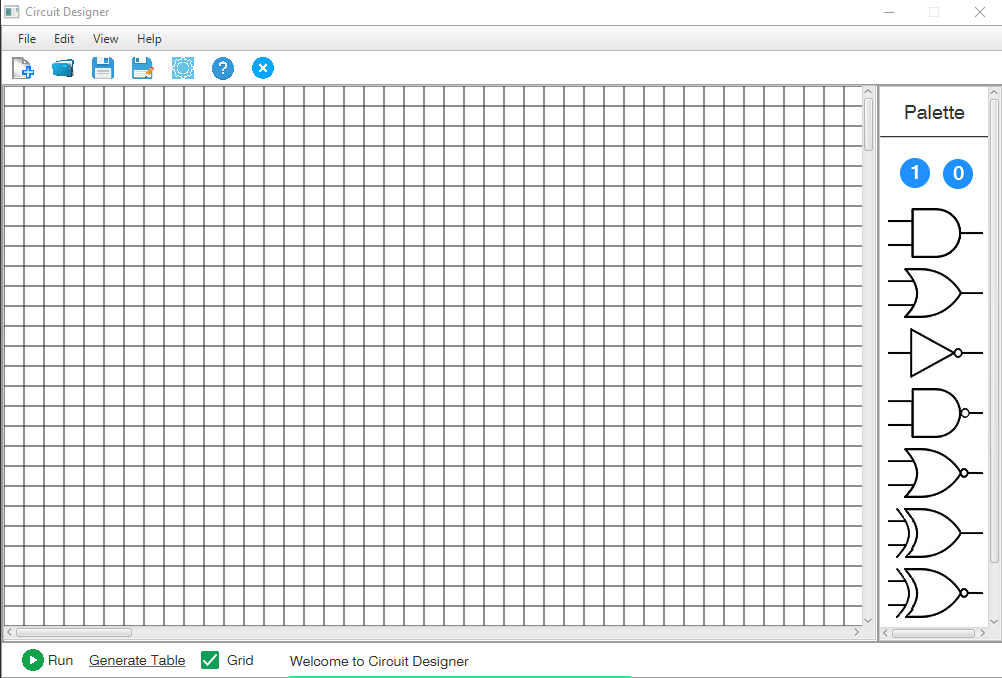 Circuit Designer
File Edit View Help
?
Palette
1 0
Run Generate Table Grid Welcome to Circuit Designer